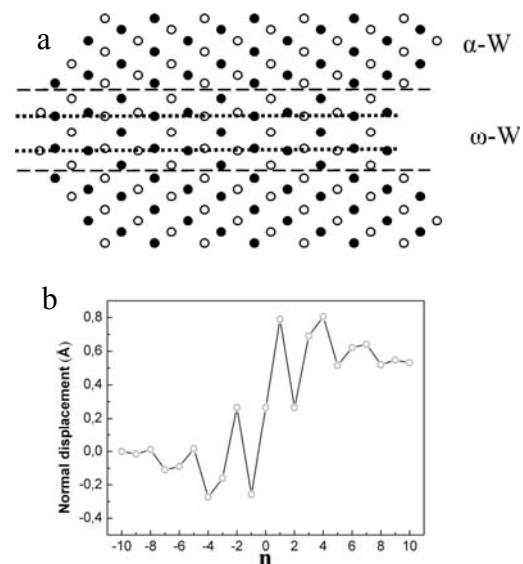 a
α-W
ω-W
b
Normal displacement (Å)
0,8
0,6
0,4
0,2
0,0
-0,2
-0,4
-10 -8 -6 -4 -2 0 2 4 6 8 10
n